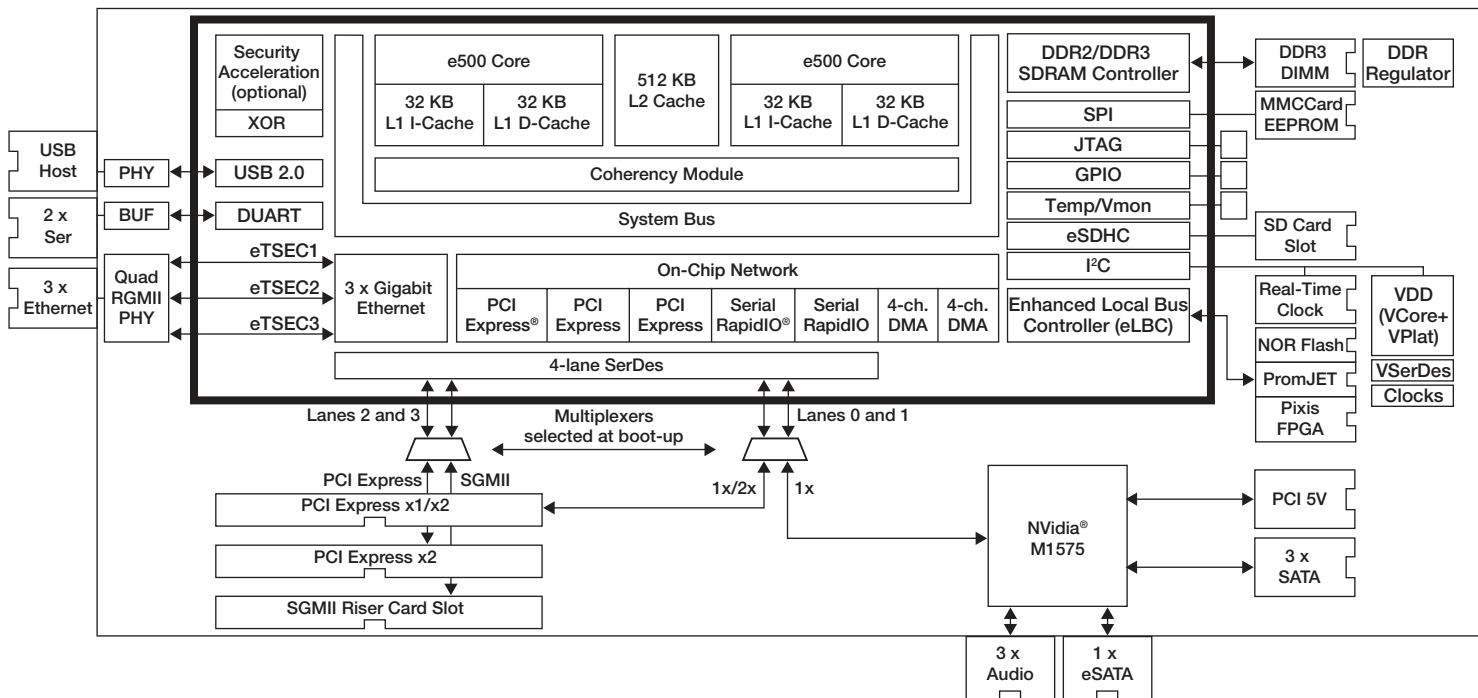 Security
Acceleration
(optional)
XOR
e500 Core
32 KB
L1 I-Cache
32 KB
L1 D-Cache
512 KB
L2 Cache
e500 Core
32 KB
L1 I-Cache
32 KB
L1 D-Cache
Coherency Module
System Bus
DDR2/DDR3
SDRAM Controller
SPI
JTAG
GPIO
Temp/Vmon
eSDHC
I²C
Enhanced Local Bus
Controller (eLBC)
DDR3
DIMM
DDR
Regulator
MMCCard
EEPROM
SD Card
Slot
Real-Time
Clock
NOR Flash
PromJET
Pixis
FPGA
VDD
(VCore+
VPlat)
VSerDes
Clocks
USB
Host
PHY
USB 2.0
2 x
Ser
BUF
DUART
3 x
Ethernet
Quad
RGMII
PHY
eTSEC1
eTSEC2
eTSEC3
3 x Gigabit
Ethernet
On-Chip Network
PCI
Express®
PCI
Express
PCI
Express
Serial
RapidIO®
Serial
RapidIO
4-ch.
DMA
4-ch.
DMA
4-lane SerDes
Lanes 2 and 3
Multiplexers
selected at boot-up
Lanes 0 and 1
PCI Express
SGMII
1x/2x
1x
PCI Express x1/x2
PCI Express x2
SGMII Riser Card Slot
NVidia®
M1575
PCI 5V
3 x
SATA
3 x
Audio
1 x
eSATA